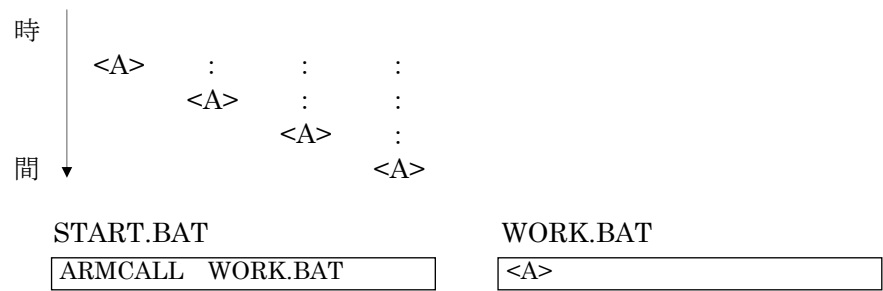 時
<A> : : :
<A> : :
<A> :
間 <A>
START.BAT WORK.BAT
ARMCALL WORK.BAT <A>